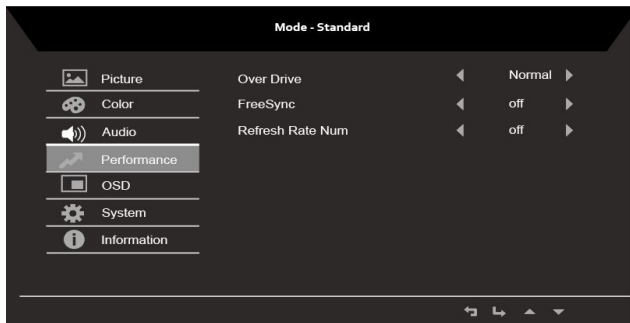 Mode - Standard
Picture
Color
Audio
Performance
OSD
System
Information
Over Drive Normal
FreeSync off
Refresh Rate Num off